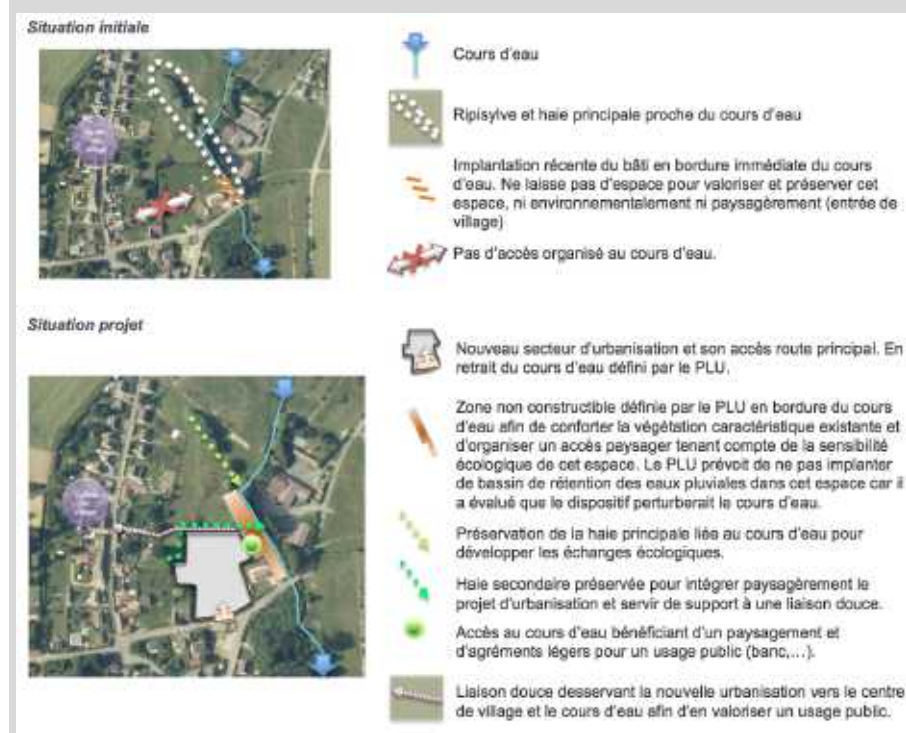 Situation initiale
Cours d'eau
Ripisylve et haie principale proche du cours d'eau
Implantation récente du bâti en bordure immédiate du cours
d'eau. Ne laisse pas d'espace pour valoriser et préserver cet
espace, ni environnementalement ni paysagèrement (entrée de
village)
Pas d'accès organisé au cours d'eau.
Situation projet
Nouveau secteur d'urbanisation et son accès route principal. En
retrait du cours d'eau défini par le PLU.
Zone non constructible définie par le PLU en bordure du cours
d'eau afin de conforter la végétation caractéristique existante et
d'organiser un accès paysager tenant compte de la sensibilité
écologique de cet espace. Le PLU prévoit de ne pas implanter
de bassin de rétention des eaux pluviales dans cet espace car il
a évalué que le dispositif perturberait le cours d'eau.
Préservation de la haie principale liée au cours d'eau pour
développer les échanges écologiques.
Haie secondaire préservée pour intégrer paysagèrement le
projet d'urbanisation et servir de support à une liaison douce.
Accès au cours d'eau bénéficiant d'un paysagement et
d'agréments légers pour un usage public (banc,...).
Liaison douce desservant la nouvelle urbanisation vers le centre
de village et le cours d'eau afin d'en valoriser un usage public.